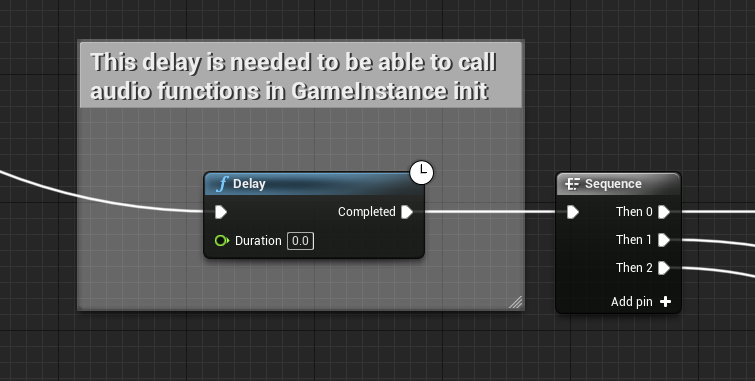 This delay is needed to be able to call
audio functions in GameInstance init
Delay
Completed
Duration 0.0
Sequence
Then 0
Then 1
Then 2
Add pin